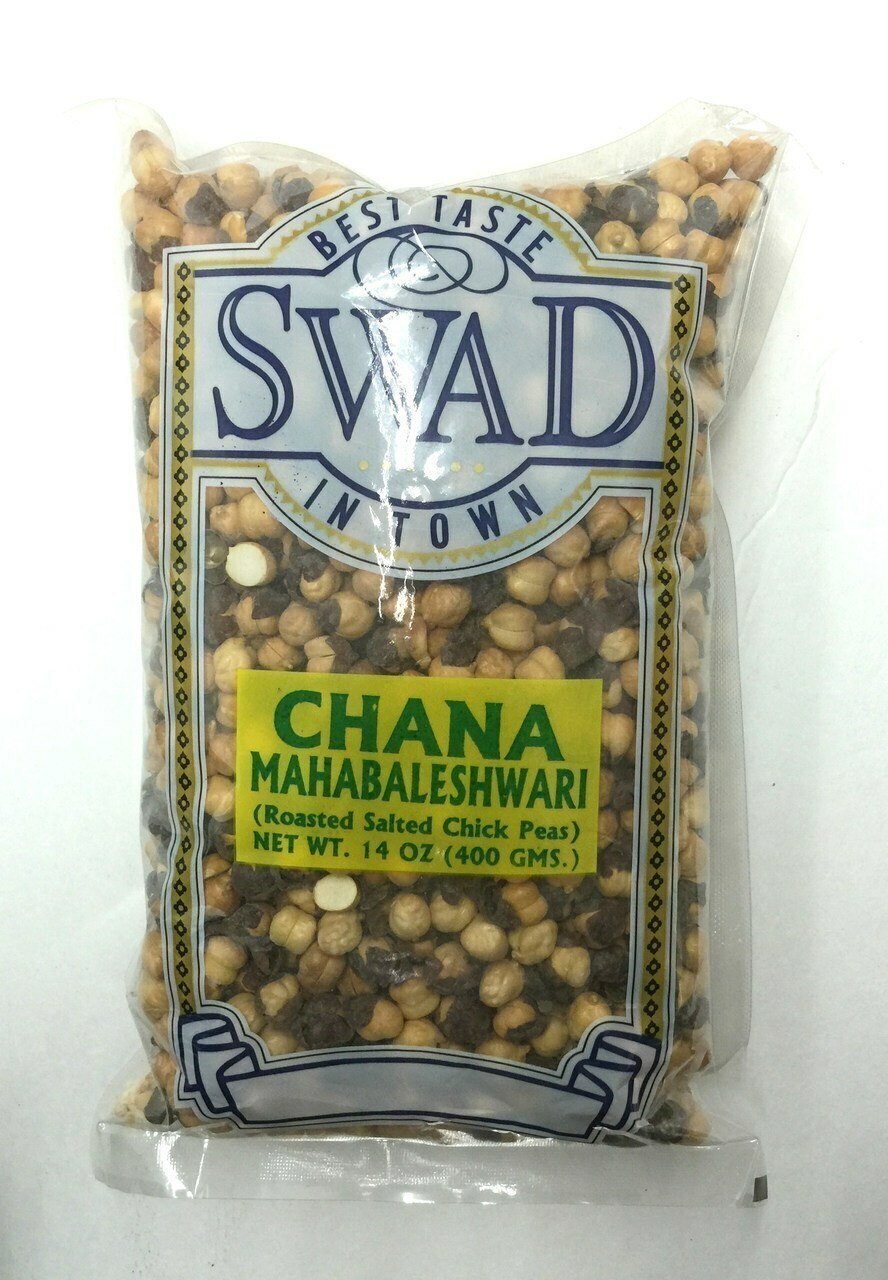 BEST TASTE
SWAD
IN TOWN
CHANA
MAHABALESHWARI
(Roasted Salted Chick Peas)
NET WT. 14 OZ (400 GMS.)